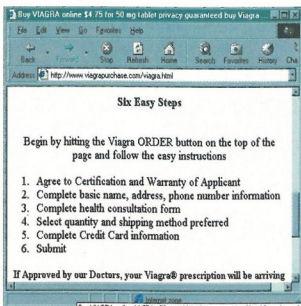 Buy VIAGRA online $4.75 for 50 mg tablet privacy guaranteed buy Viagra ...
File Edit View Go Favorites Help
Back Forward Stop Refresh Home Search Favorites History Cha
Address http://www.viagrapurchase.com/viagra.html
Six Easy Steps
Begin by hitting the Viagra ORDER button on the top of the
page and follow the easy instructions
1. Agree to Certification and Warranty of Applicant
2. Complete basic name, address, phone number information
3. Complete health consultation form
4. Select quantity and shipping method preferred
5. Complete Credit Card information
6. Submit
If Approved by our Doctors, your Viagra® prescription will be arriving
Internet zone